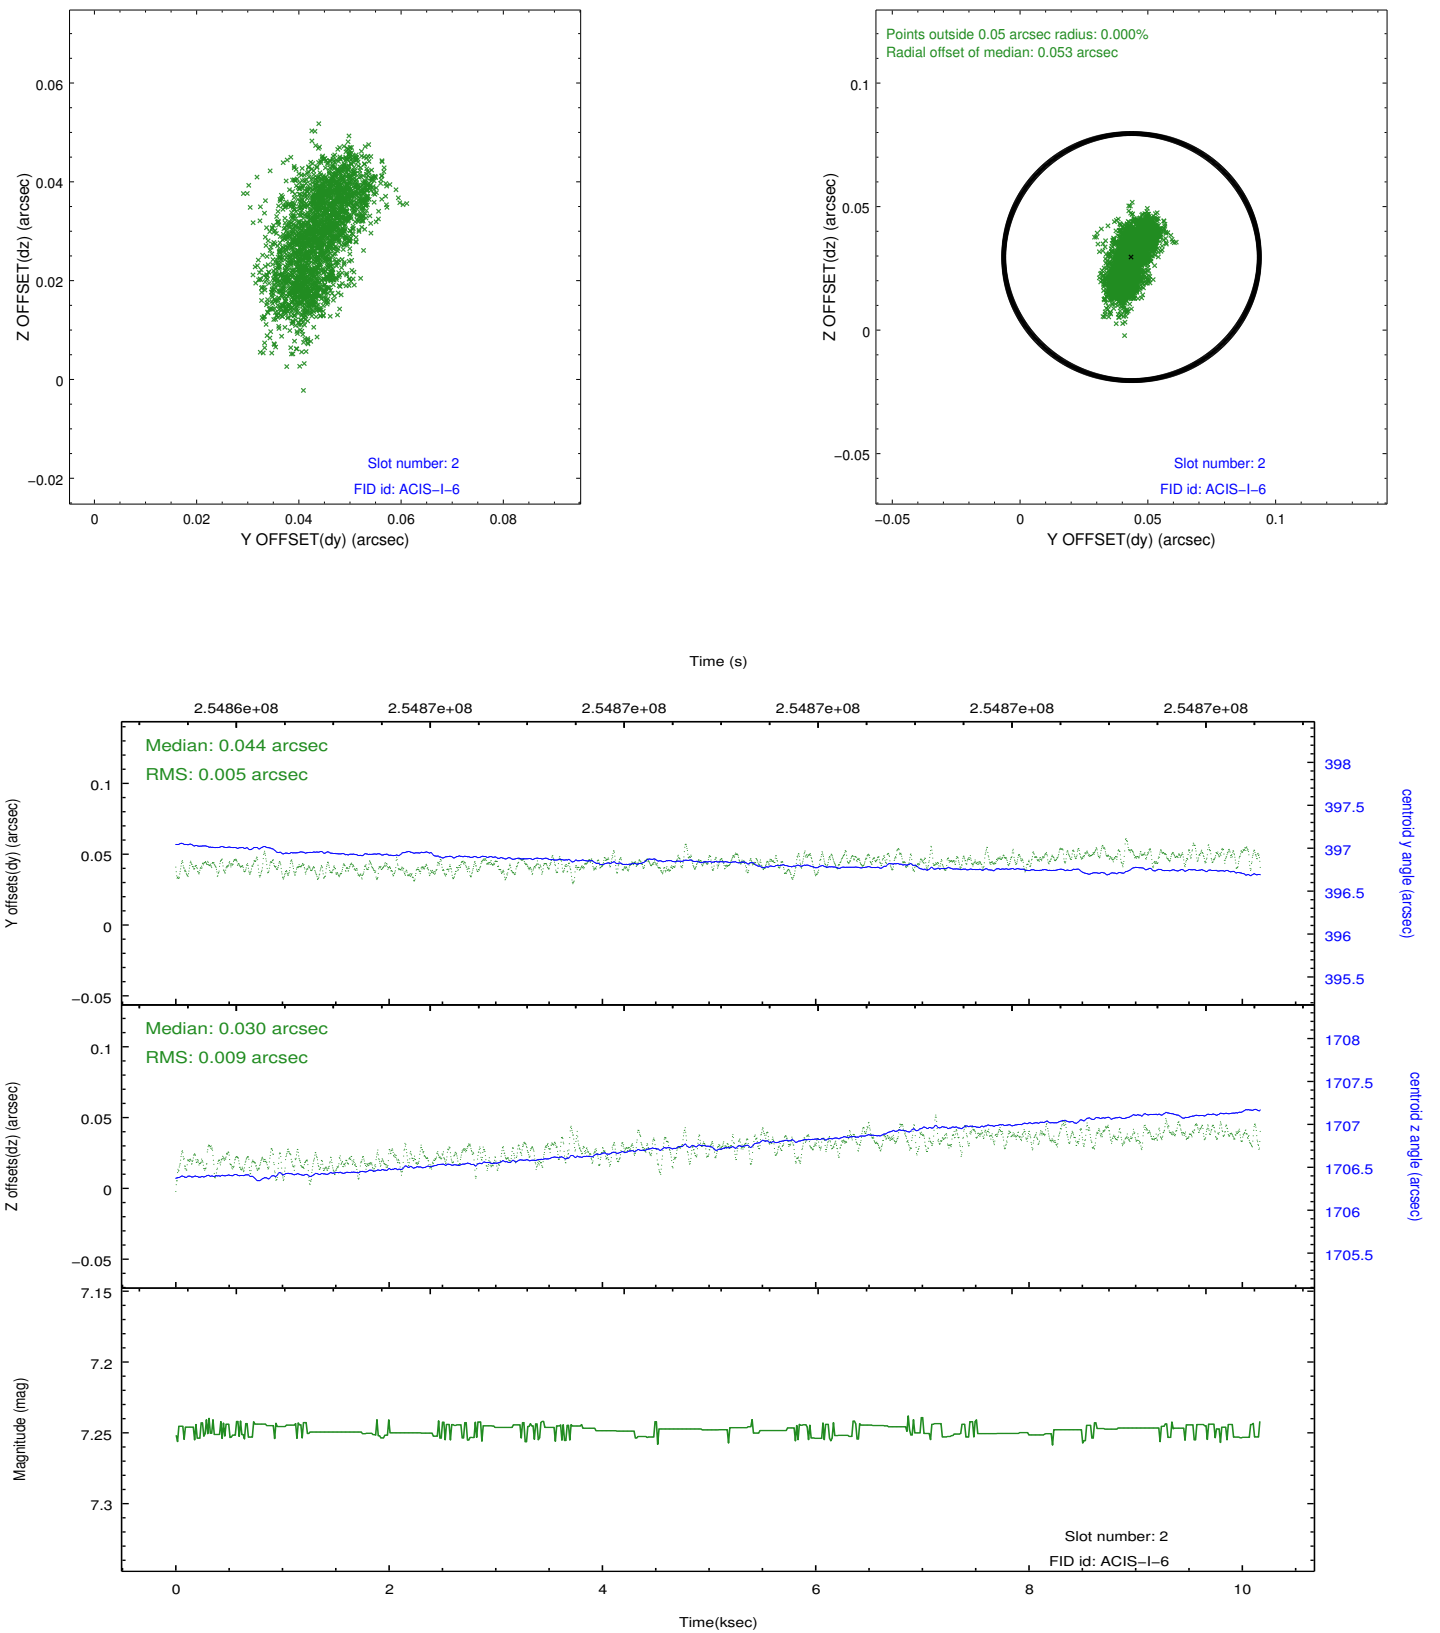 0.06
0.04
0.02
0
−0.02
Z OFFSET(dz) (arcsec)
Slot number: 2
FID id: ACIS−I−6
0 0.02 0.04 0.06 0.08
Y OFFSET(dy) (arcsec)
Points outside 0.05 arcsec radius: 0.000%
Radial offset of median: 0.053 arcsec
0.1
0.05
0
−0.05
Z OFFSET(dz) (arcsec)
Slot number: 2
FID id: ACIS−I−6
−0.05 0 0.05 0.1
Y OFFSET(dy) (arcsec)
Time (s)
2.5486e+08 2.5487e+08 2.5487e+08 2.5487e+08 2.5487e+08 2.5487e+08
Median: 0.044 arcsec
RMS: 0.005 arcsec
0.1
0.05
0
−0.05
Y offsets(dy) (arcsec)
398
397.5
397
396.5
396
395.5
centroid y angle (arcsec)
Median: 0.030 arcsec
RMS: 0.009 arcsec
0.1
0.05
0
−0.05
Z offsets(dz) (arcsec)
1708
1707.5
1707
1706.5
1706
1705.5
centroid z angle (arcsec)
7.15
7.2
7.25
7.3
Magnitude (mag)
Slot number: 2
FID id: ACIS−I−6
0 2 4 6 8 10
Time(ksec)